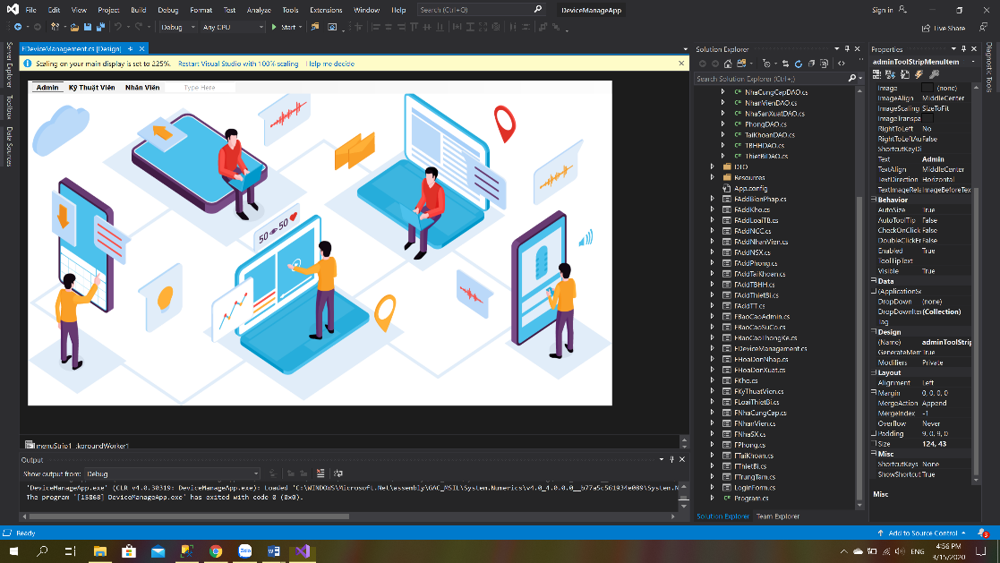 File Edit View Project Build Debug Format Test Analyze Tools Extensions Window Help Search (Ctrl+Q) DeviceManageApp Sign in
Debug Any CPU Start Live Share
FDeviceManagement.cs [Design]
Scaling on your main display is set to 225%. Restart Visual Studio with 100% scaling Help me decide
Server Explorer
Toolbox
Data Sources
Admin Kỹ Thuật Viên Nhân Viên Type Here
50 50
menuStrip1
Output
Show output from: Debug
'DeviceManageApp.exe' (CLR v4.0.30319: DeviceManageApp.exe): Loaded 'C:\WINDOWS\Microsoft.Net\assembly\GAC_MSIL\System.Numerics\v4.0_4.0.0.0__b77a5c561934e089\System.N
The program '[15868] DeviceManageApp.exe' has exited with code 0 (0x0).
Solution Explorer
Search Solution Explorer (Ctrl+;)
NhaCungCapDAO.cs
NhanVienDAO.cs
NhaSanXuatDAO.cs
PhongDAO.cs
TaiKhoanDAO.cs
TBHHDAO.cs
ThietBiDAO.cs
DTO
Resources
App.config
FAddBienPhap.cs
FAddKho.cs
FAddLoaiTB.cs
FAddNCC.cs
FAddNhanVien.cs
FAddNSX.cs
FAddPhong.cs
FAddTaiKhoan.cs
FAddTBHH.cs
FAddThietBi.cs
FAddTT.cs
FBaoCaoAdmin.cs
FBaoCaoSuCo.cs
FBaoCaoThongKe.cs
FDeviceManagement.cs
FHoaDonNhap.cs
FHoaDonXuat.cs
FKho.cs
FKyThuatVien.cs
FLoaiThietBi.cs
FNhaCungCap.cs
FNhanVien.cs
FNhaSX.cs
FPhong.cs
FTaiKhoan.cs
FThietBi.cs
FTrungTam.cs
LoginForm.cs
Program.cs
Solution Explorer Team Explorer
Properties
adminToolStripMenuItem
Image (none)
ImageAlign MiddleCenter
ImageScaling SizeToFit
ImageTranspa
RightToLeft No
RightToLeftAu False
ShortcutKeyDi
Text Admin
TextAlign MiddleCenter
TextDirection Horizontal
TextImageRela ImageBeforeTex
Behavior
AutoSize True
AutoToolTip False
CheckOnClick False
DoubleClickEn False
Enabled True
ToolTipText
Visible True
Data
(ApplicationSe
DropDown (none)
DropDownIter (Collection)
Tag
Design
(Name) adminToolStrip
GenerateMem True
Modifiers Private
Layout
Alignment Left
Margin 0, 0, 0, 0
MergeAction Append
MergeIndex -1
Overflow Never
Padding 9, 0, 9, 0
Size 124, 43
Misc
ShortcutKeys None
ShowShortcut True
Misc
Diagnostic Tools
Ready Add to Source Control 3
Zalo ENG 4:56 PM
3/15/2020